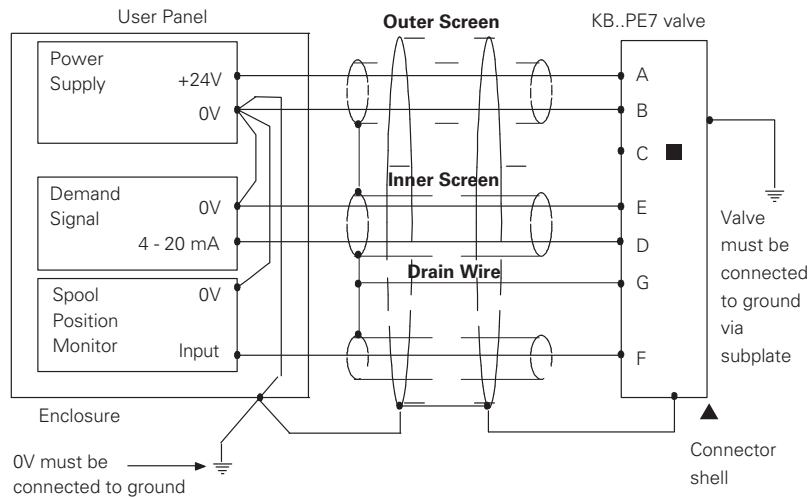 User Panel
Outer Screen
KB..PE7 valve
Power
Supply
+24V
0V
A
B
C
Inner Screen
Demand
Signal
0V
4 - 20 mA
E
D
Drain Wire
G
Spool
Position
Monitor
0V
Input
F
Valve
must be
connected
to ground
via
subplate
Enclosure
Connector
shell
0V must be
connected to ground